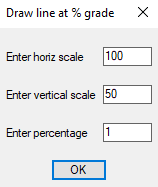 Draw line at % grade
Enter horiz scale 100
Enter vertical scale 50
Enter percentage 1
OK